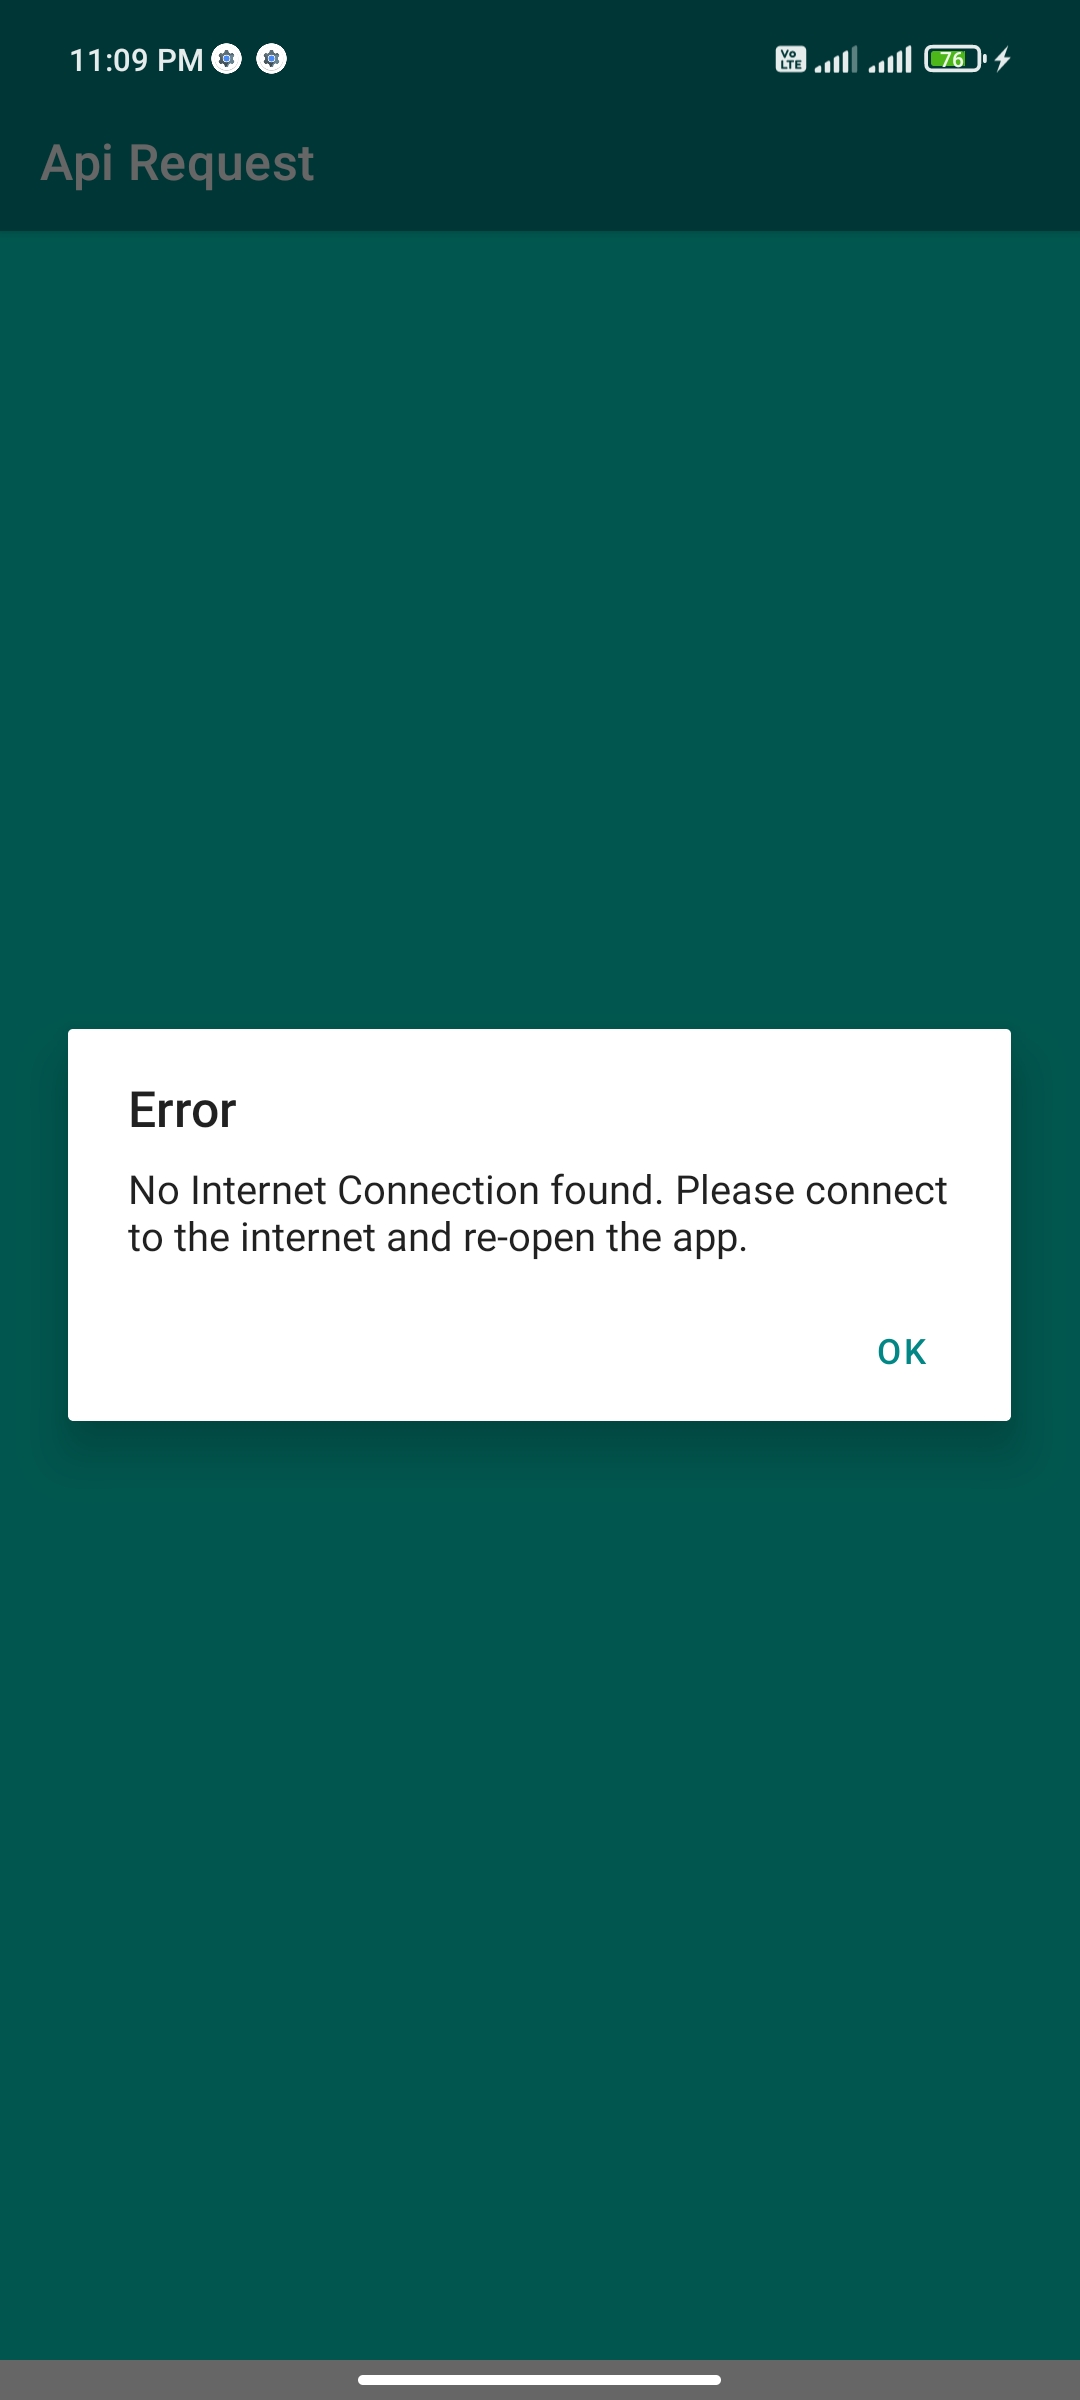 11:09 PM Vo LTE 76
Api Request
Error
No Internet Connection found. Please connect
to the internet and re-open the app.
OK